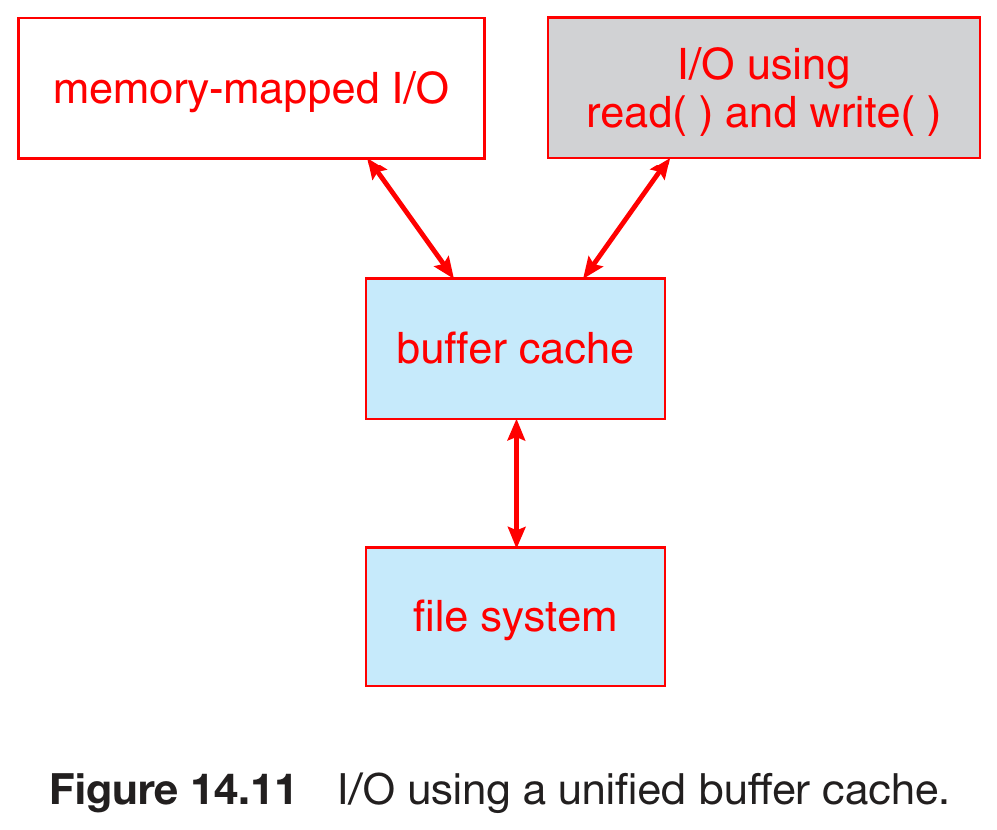 memory-mapped I/O
I/O using
read( ) and write( )
buffer cache
file system
Figure 14.11 I/O using a unified buffer cache.